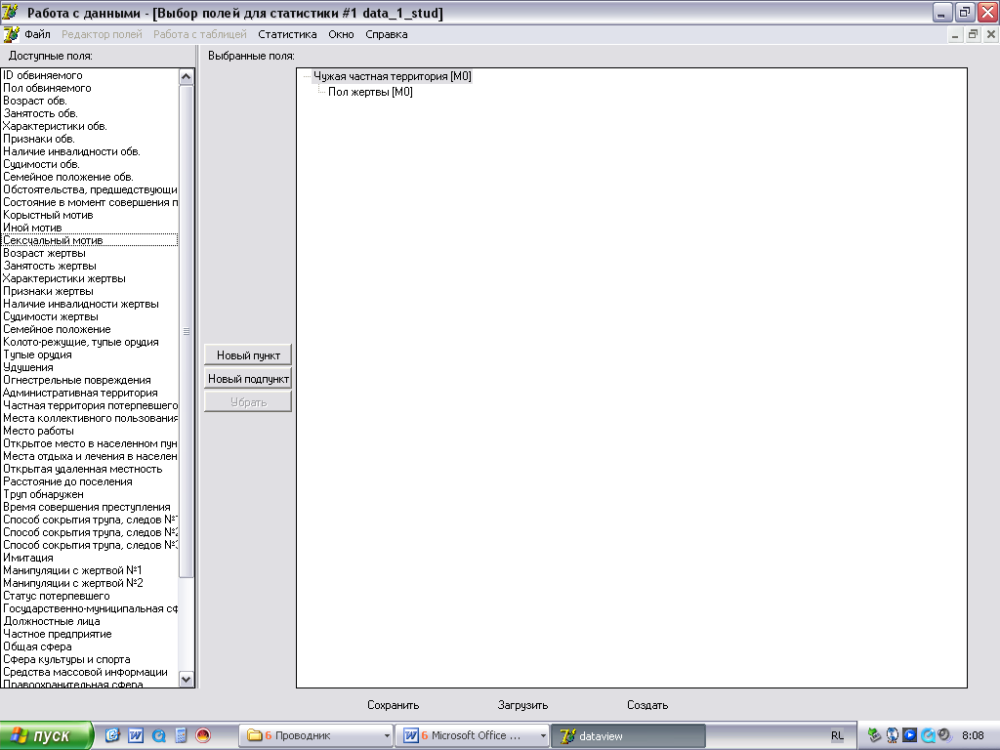 Работа с данными - [Выбор полей для статистики #1 data_1_stud]
Файл Редактор полей Работа с таблицей Статистика Окно Справка
Доступные поля:
Выбранные поля:
ID обвиняемого
Пол обвиняемого
Возраст обв.
Занятость обв.
Характеристики обв.
Признаки обв.
Наличие инвалидности обв.
Судимости обв.
Семейное положение обв.
Обстоятельства, предшедствующи
Состояние в момент совершения п
Корыстный мотив
Иной мотив
Сексуальный мотив
Возраст жертвы
Занятость жертвы
Характеристики жертвы
Признаки жертвы
Наличие инвалидности жертвы
Судимости жертвы
Семейное положение
Колото-режущие, тупые орудия
Тупые орудия
Удушения
Огнестрельные повреждения
Административная территория
Частная территория потерпевшего
Места коллективного пользования
Место работы
Открытое место в населенном пун
Места отдыха и лечения в населен
Открытая удаленная местность
Расстояние до поселения
Труп обнаружен
Время совершения преступления
Способ сокрытия трупа, следов №1
Способ сокрытия трупа, следов №2
Способ сокрытия трупа, следов №3
Имитация
Манипуляции с жертвой №1
Манипуляции с жертвой №2
Статус потерпевшего
Государственно-муниципальная сф
Должностные лица
Частное предприятие
Общая сфера
Сфера культуры и спорта
Средства массовой информации
Правоохранительная сфера
Новый пункт
Новый подпункт
Убрать
Чужая частная территория [M0]
Пол жертвы [M0]
Сохранить Загрузить Создать
пуск 6 Проводник 6 Microsoft Office ... dataview RL 8:08